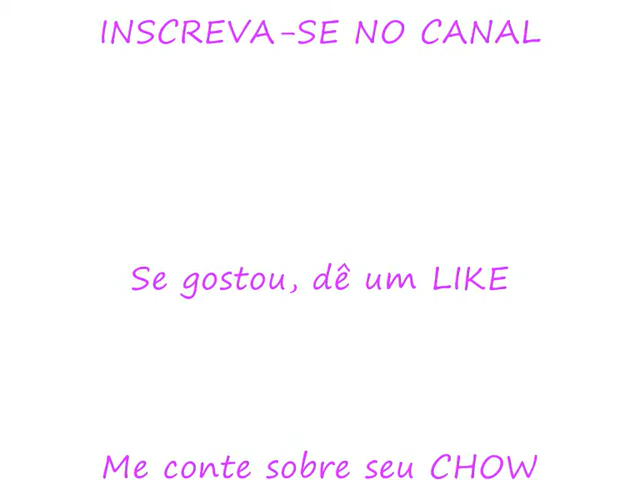 INSCREVA-SE NO CANAL
Se gostou, dê um LIKE
Me conte sobre seu CHOW